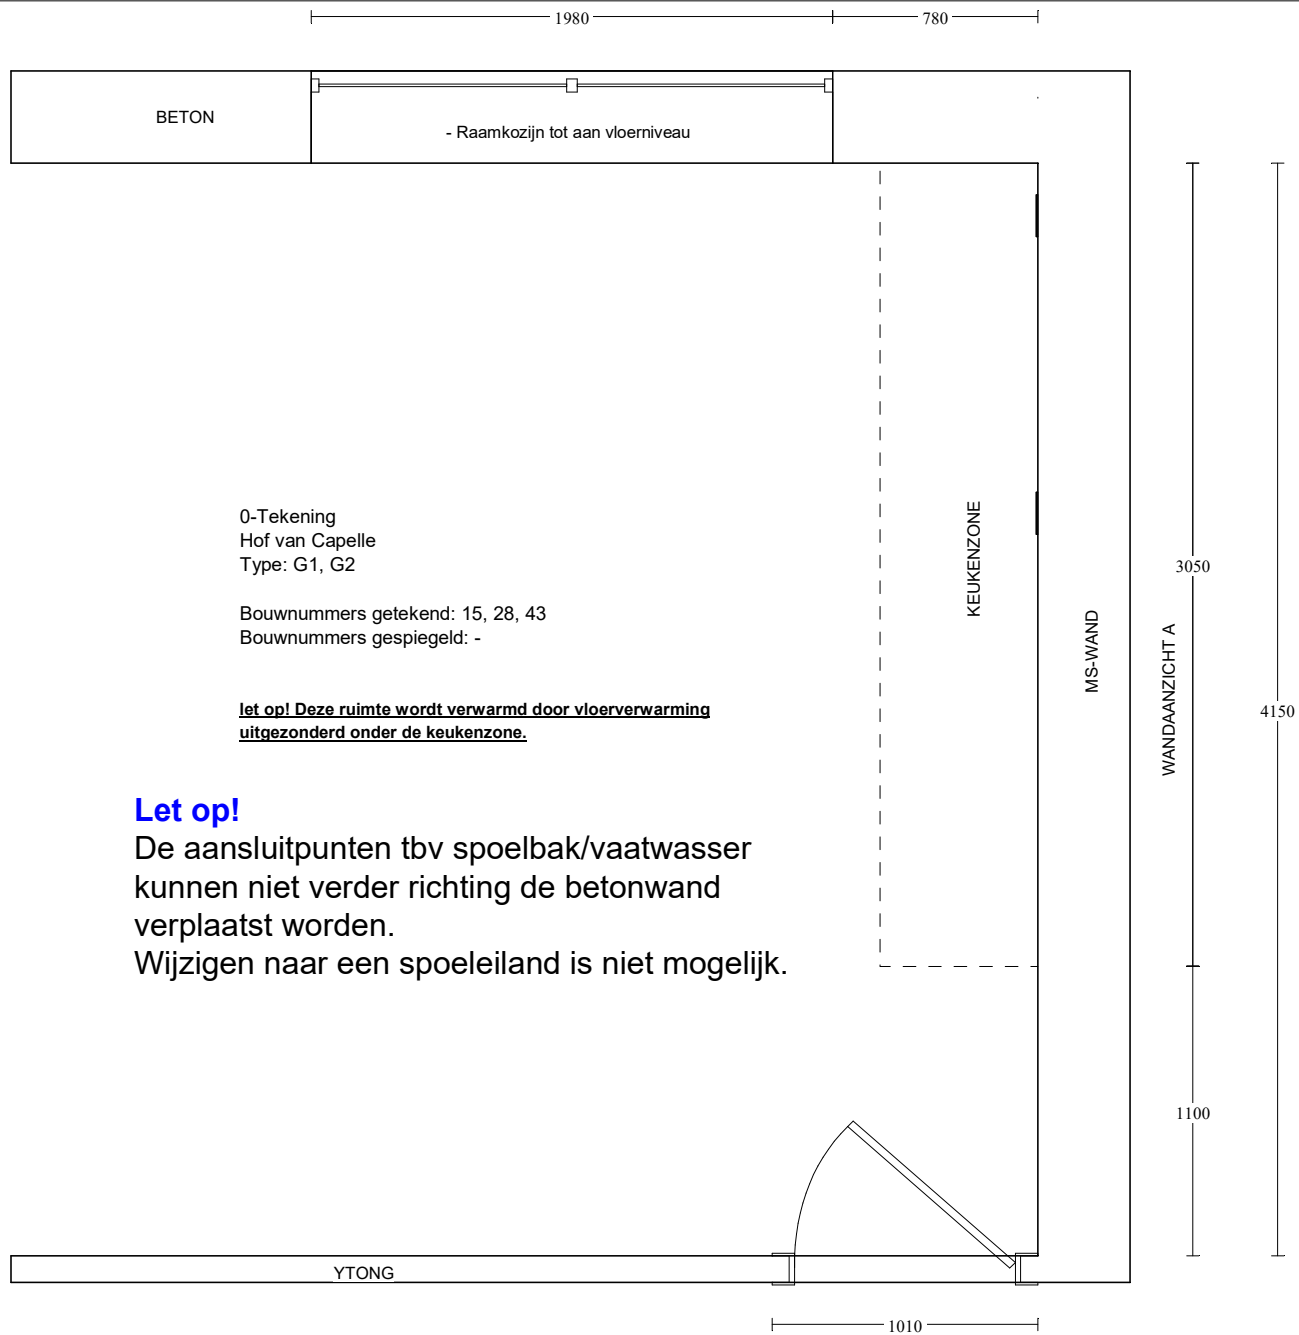 1980
780
BETON
- Raamkozijn tot aan vloerniveau
0-Tekening
Hof van Capelle
Type: G1, G2
Bouwnummers getekend: 15, 28, 43
Bouwnummers gespiegeld: -
let op! Deze ruimte wordt verwarmd door vloerverwarming
uitgezonderd onder de keukenzone.
Let op!
De aansluitpunten tbv spoelbak/vaatwasser
kunnen niet verder richting de betonwand
verplaatst worden.
Wijzigen naar een spoeleiland is niet mogelijk.
KEUKENZONE
MS-WAND
WANDAANZICHT A
3050
4150
1100
YTONG
1010